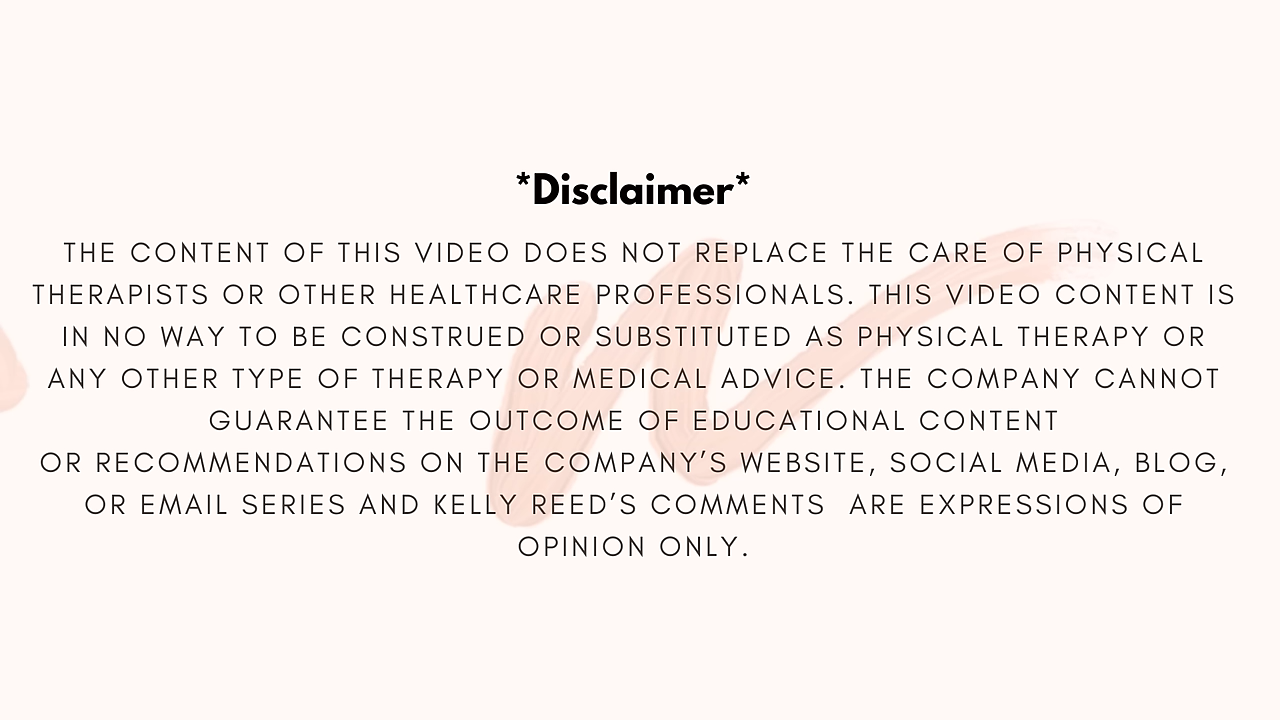 *Disclaimer*
THE CONTENT OF THIS VIDEO DOES NOT REPLACE THE CARE OF PHYSICAL
THERAPISTS OR OTHER HEALTHCARE PROFESSIONALS. THIS VIDEO CONTENT IS
IN NO WAY TO BE CONSTRUED OR SUBSTITUTED AS PHYSICAL THERAPY OR
ANY OTHER TYPE OF THERAPY OR MEDICAL ADVICE. THE COMPANY CANNOT
GUARANTEE THE OUTCOME OF EDUCATIONAL CONTENT
OR RECOMMENDATIONS ON THE COMPANY’S WEBSITE, SOCIAL MEDIA, BLOG,
OR EMAIL SERIES AND KELLY REED’S COMMENTS  ARE EXPRESSIONS OF
OPINION ONLY.